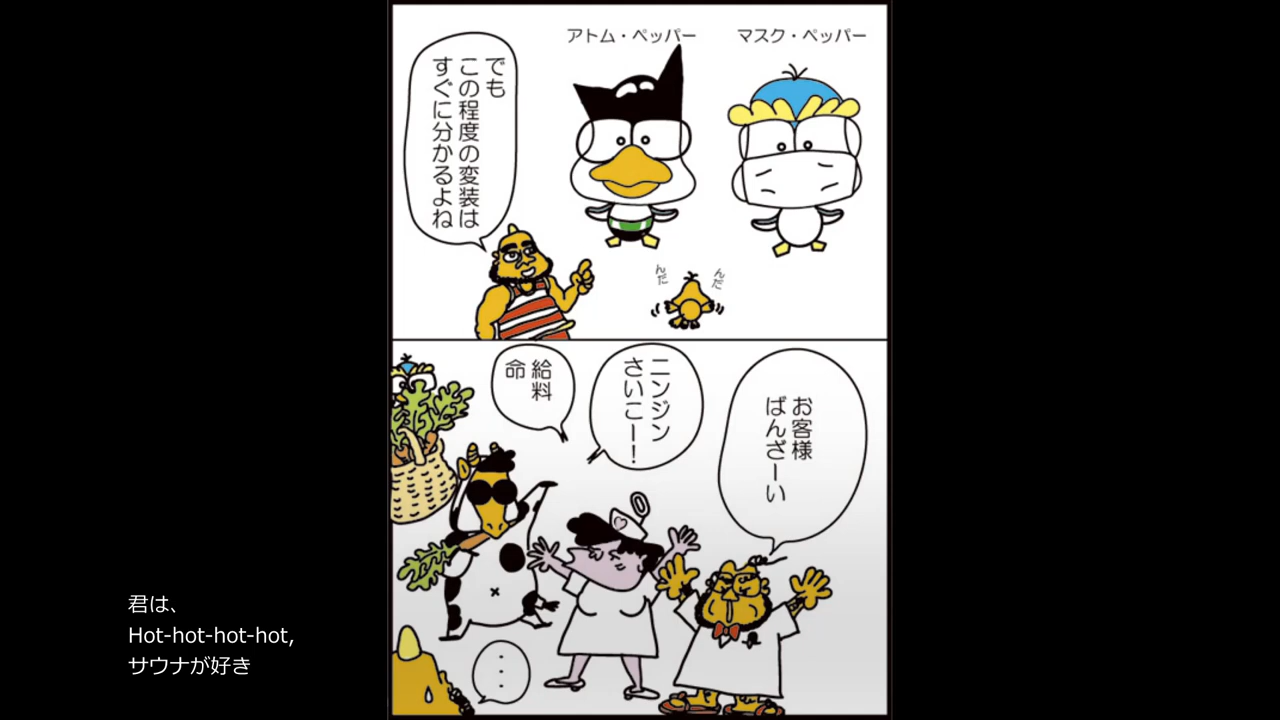 アトム・ペッパー
マスク・ペッパー
でも
この程度の変装は
すぐに分かるよね
んだ
んだ
お客様
ばんざーい
ニンジン
さいこー！
給料
命
・・・
君は、
Hot-hot-hot-hot,
サウナが好き